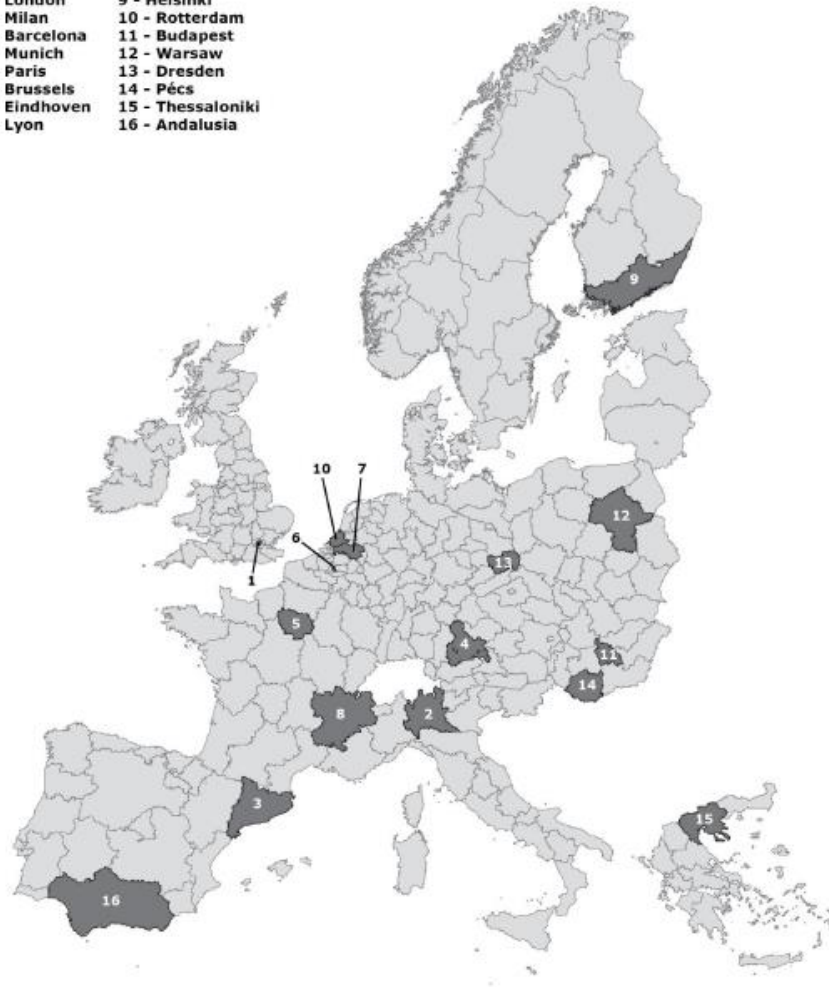 London 9 - Helsinki
Milan 10 - Rotterdam
Barcelona 11 - Budapest
Munich 12 - Warsaw
Paris 13 - Dresden
Brussels 14 - Pécs
Eindhoven 15 - Thessaloniki
Lyon 16 - Andalusia
9
10 7
12
6
13
1
5
4
11
14
8 2
3
15
16